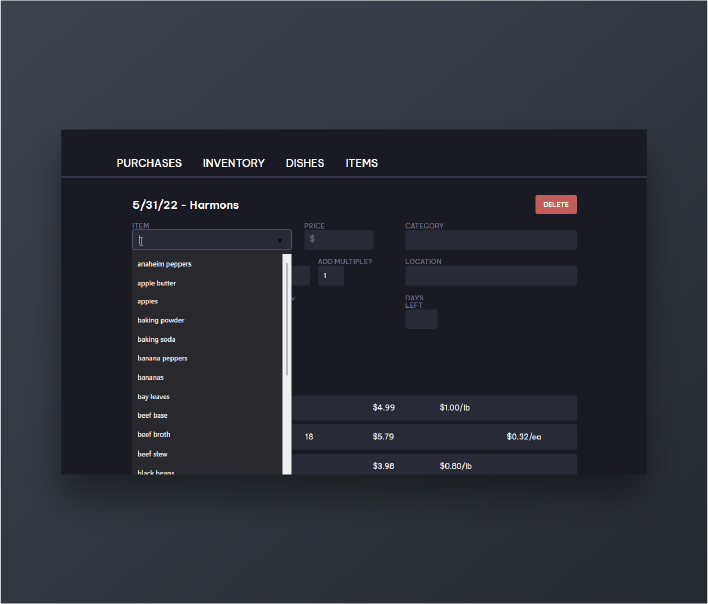 PURCHASES INVENTORY DISHES ITEMS
5/31/22 - Harmons
DELETE
ITEM
PRICE
CATEGORY
$
ADD MULTIPLE?
LOCATION
1
DAYS
LEFT
anaheim peppers
apple butter
appies
baking powder
baking soda
banana peppers
bananas
bay leaves
beef base
beef broth
beef stew
black beans
$4.99 $1.00/lb
18 $5.79 $0.32/ea
$3.98 $0.80/lb